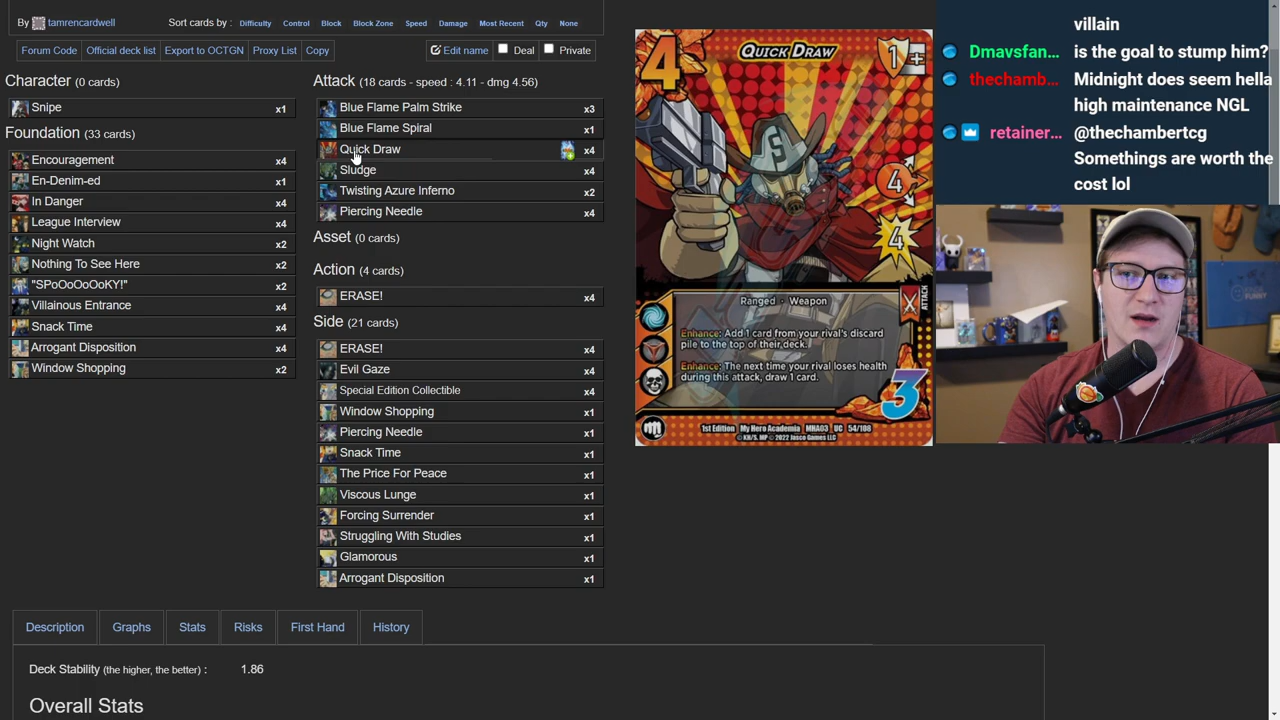 By tamrencardwell
Sort cards by : Difficulty Control Block Block Zone Speed Damage Most Recent Qty None
Forum Code Official deck list Export to OCTGN Proxy List Copy Edit name Deal Private
Character (0 cards)
Snipe x1
Foundation (33 cards)
Encouragement x4
En-Denim-ed x1
In Danger x4
League Interview x4
Night Watch x2
Nothing To See Here x2
"SPoOoOoOoKY!" x2
Villainous Entrance x4
Snack Time x4
Arrogant Disposition x4
Window Shopping x2
Attack (18 cards - speed : 4.11 - dmg 4.56)
Blue Flame Palm Strike x3
Blue Flame Spiral x1
Quick Draw x4
Sludge x4
Twisting Azure Inferno x2
Piercing Needle x4
Asset (0 cards)
Action (4 cards)
ERASE! x4
Side (21 cards)
ERASE! x4
Evil Gaze x4
Special Edition Collectible x4
Window Shopping x1
Piercing Needle x1
Snack Time x1
The Price For Peace x1
Viscous Lunge x1
Forcing Surrender x1
Struggling With Studies x1
Glamorous x1
Arrogant Disposition x1
4 QUICK DRAW 1+
S
4
4
ATTACK
Ranged • Weapon
Enhance: Add 1 card from your rival's discard
pile to the top of their deck.
Enhance: The next time your rival loses health
during this attack, draw 1 card.
3
1st Edition My Hero Academia MHA03 UC 54/108
© KH/S. MP © 2022 Jasco Games LLC
villain
Dmavsfan... is the goal to stump him?
thechamb... Midnight does seem hella
high maintenance NGL
retainer... @thechambertcg
Somethings are worth the
cost lol
Description Graphs Stats Risks First Hand History
Deck Stability (the higher, the better) : 1.86
Overall Stats